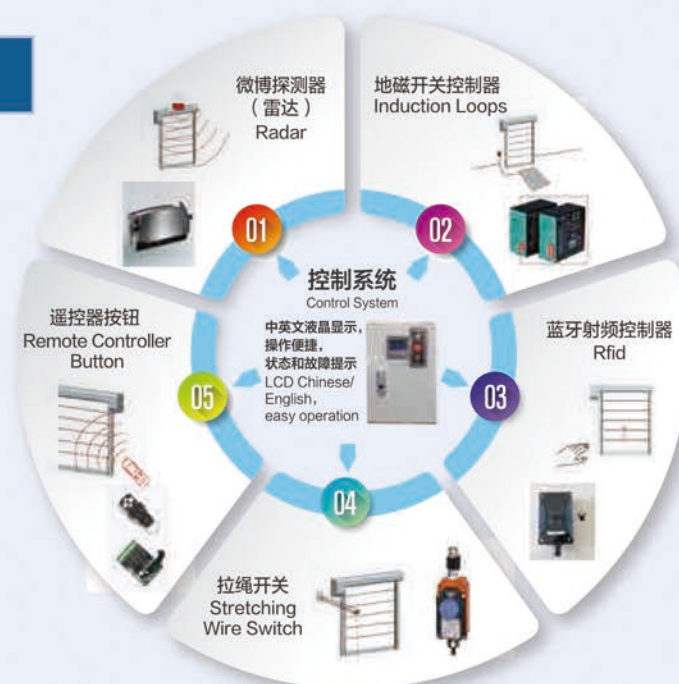 微博探测器
（雷达）
Radar
01
地磁开关控制器
Induction Loops
02
控制系统
Control System
中英文液晶显示，
操作便捷，
状态和故障提示
LCD Chinese/
English，
easy operation
蓝牙射频控制器
Rfid
03
拉绳开关
Stretching
Wire Switch
04
遥控器按钮
Remote Controller
Button
05